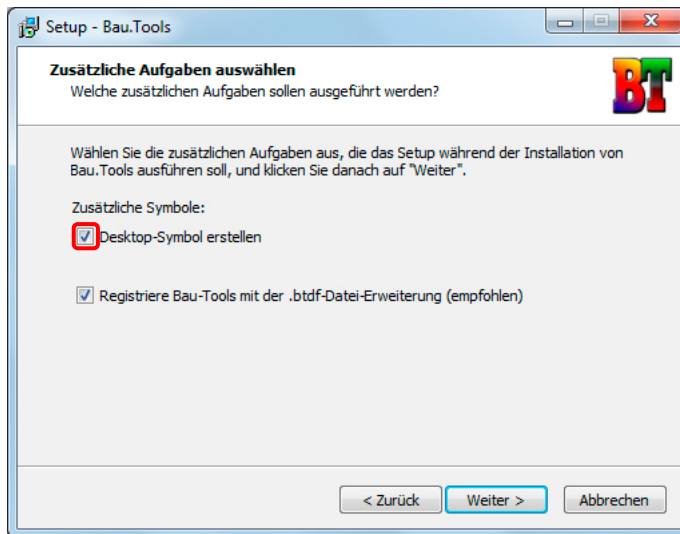 Setup - Bau.Tools
Zusätzliche Aufgaben auswählen
Welche zusätzlichen Aufgaben sollen ausgeführt werden?
BT
Wählen Sie die zusätzlichen Aufgaben aus, die das Setup während der Installation von
Bau.Tools ausführen soll, und klicken Sie danach auf "Weiter".
Zusätzliche Symbole:
Desktop-Symbol erstellen
Registriere Bau-Tools mit der .btdf-Datei-Erweiterung (empfohlen)
< Zurück Weiter > Abbrechen